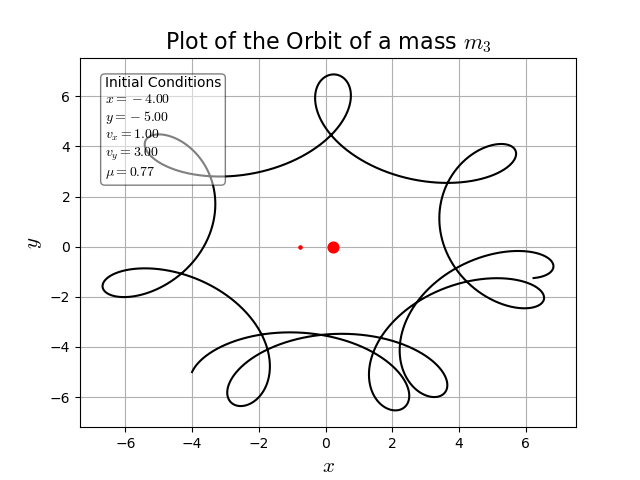 Plot of the Orbit of a mass m₃
Initial Conditions
x = −4.00
y = −5.00
vₓ = 1.00
v_y = 3.00
μ = 0.77
6
4
2
0
−2
−4
−6
y
−6
−4
−2
0
2
4
6
x